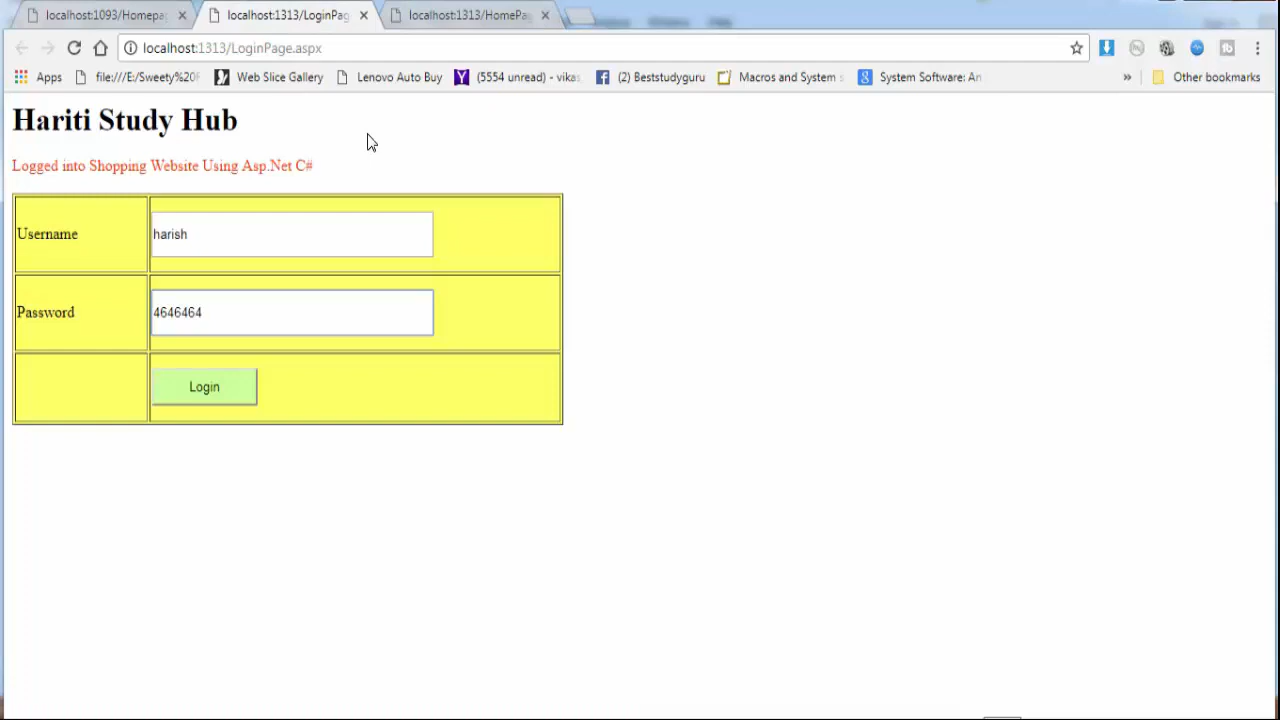 localhost:1093/Homepa
localhost:1313/LoginPag
localhost:1313/HomePa
localhost:1313/LoginPage.aspx
Apps
file:///E:/Sweety%20F
Web Slice Gallery
Lenovo Auto Buy
(5554 unread) - vikas
(2) Beststudyguru
Macros and System s
System Software: An
»
Other bookmarks
Hariti Study Hub
Logged into Shopping Website Using Asp.Net C#
Username
harish
Password
4646464
Login